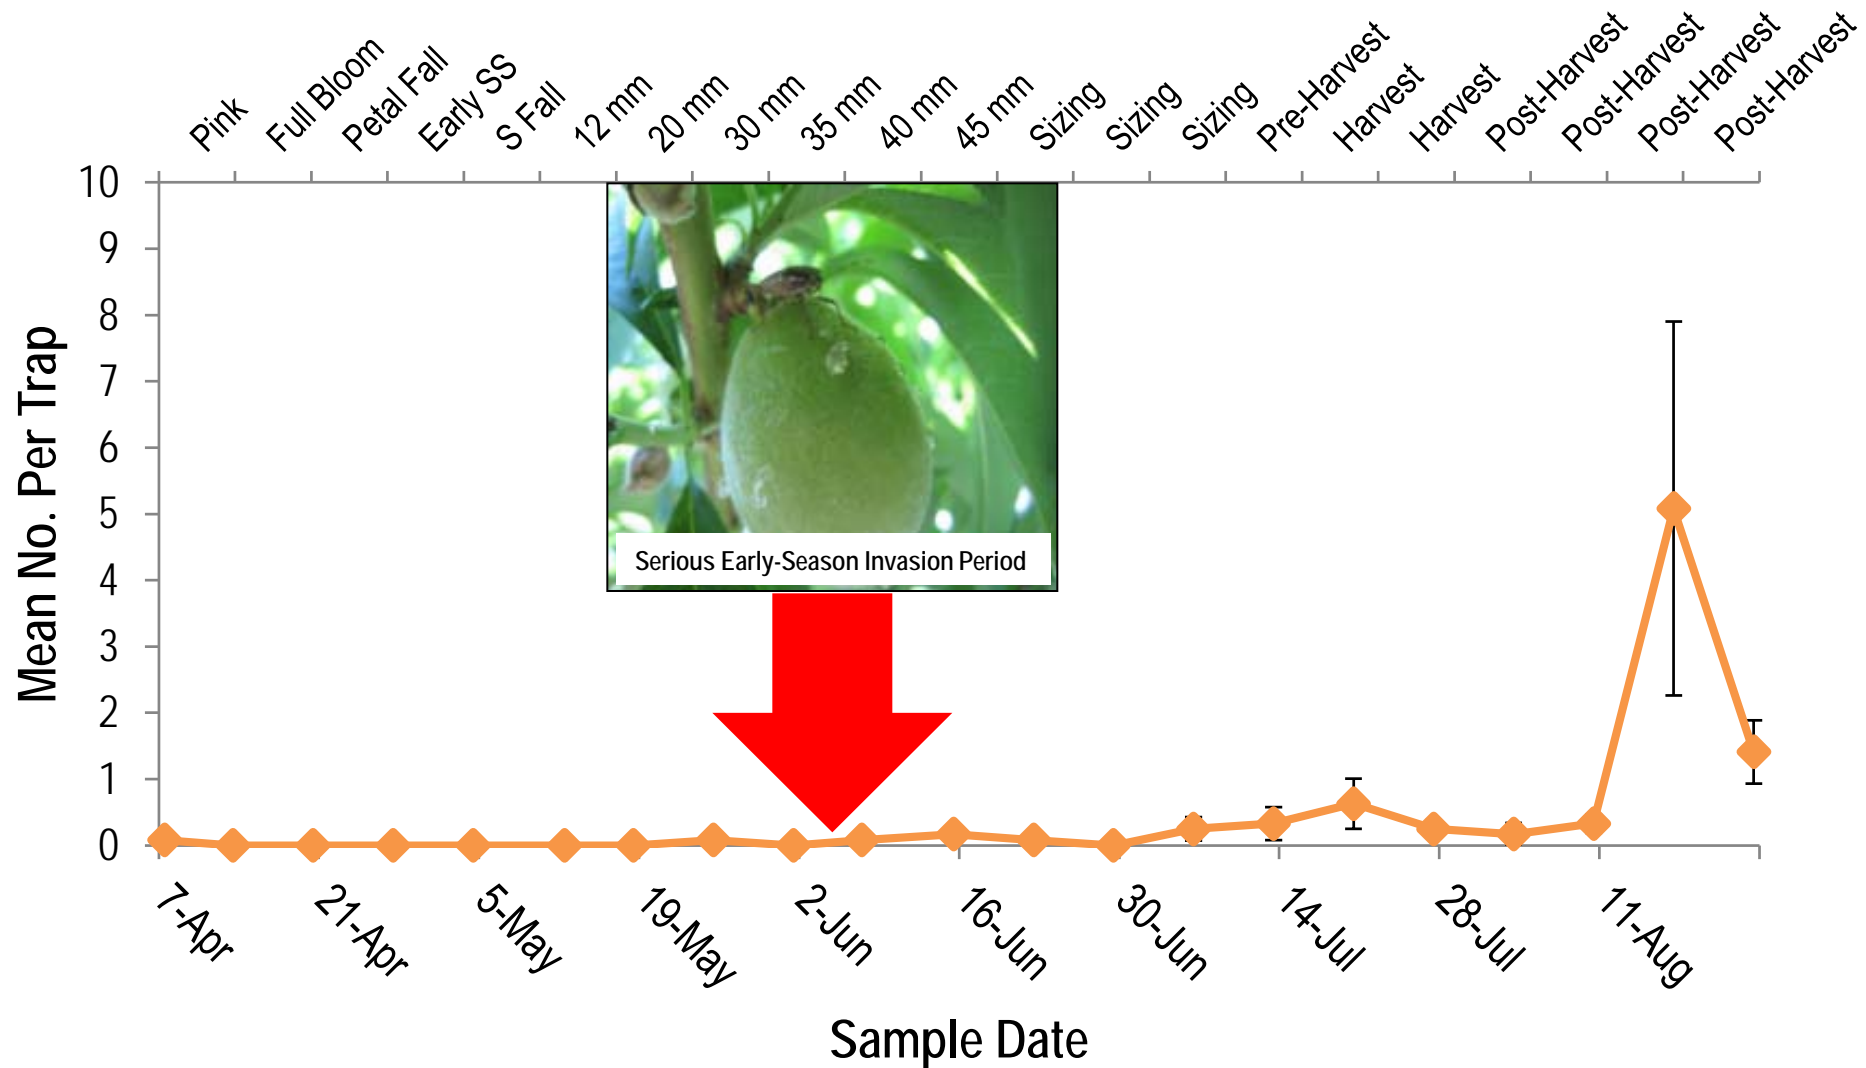 Pink
Full Bloom
Petal Fall
Early SS
S Fall
12 mm
20 mm
30 mm
35 mm
40 mm
45 mm
Sizing
Sizing
Sizing
Pre-Harvest
Harvest
Harvest
Post-Harvest
Post-Harvest
Post-Harvest
Post-Harvest
10
9
8
7
6
5
4
3
2
1
0
Mean No. Per Trap
Serious Early-Season Invasion Period
7-Apr
21-Apr
5-May
19-May
2-Jun
16-Jun
30-Jun
14-Jul
28-Jul
11-Aug
Sample Date